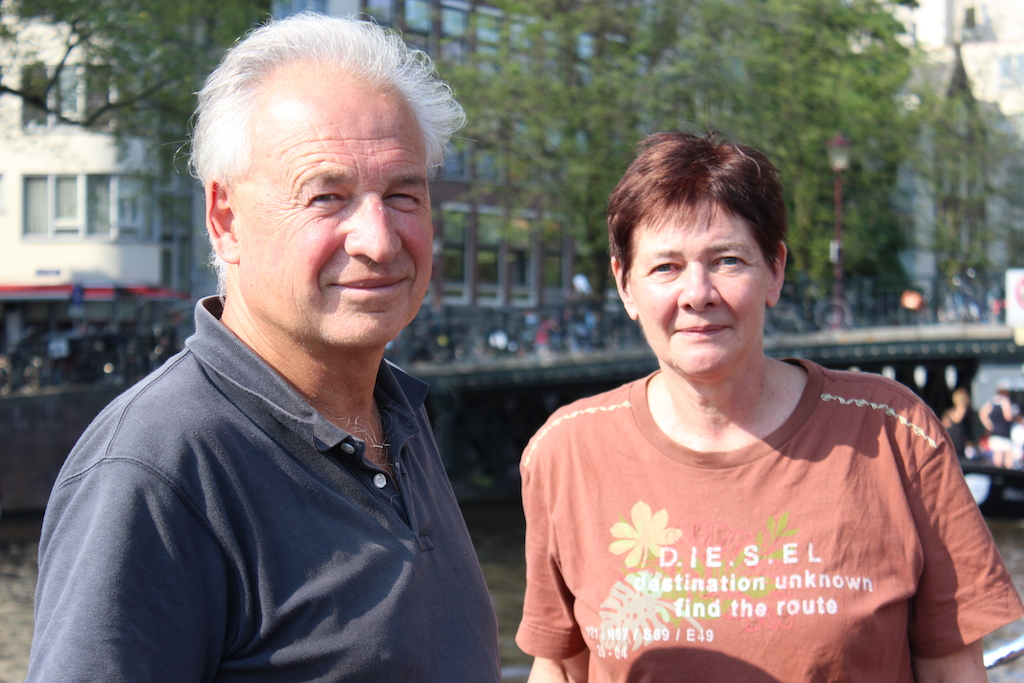 D.I.E.S.EL
destination unknown
find the route
/ N07 / S69 / E49